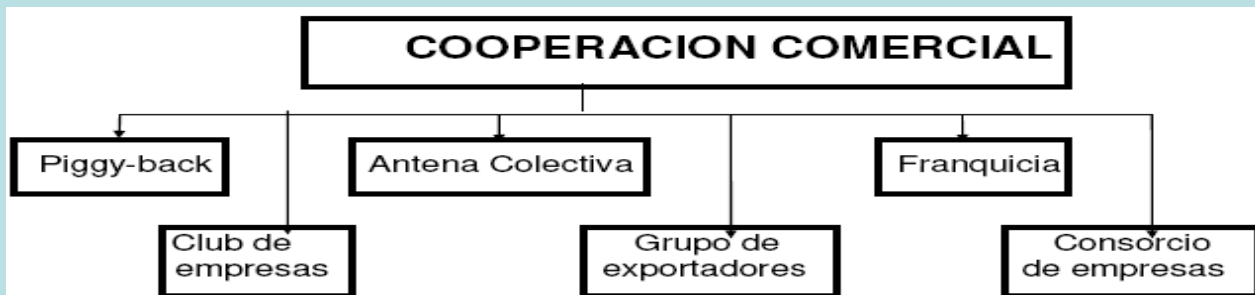 COOPERACION COMERCIAL
Piggy-back
Antena Colectiva
Franquicia
Club de
empresas
Grupo de
exportadores
Consorcio
de empresas